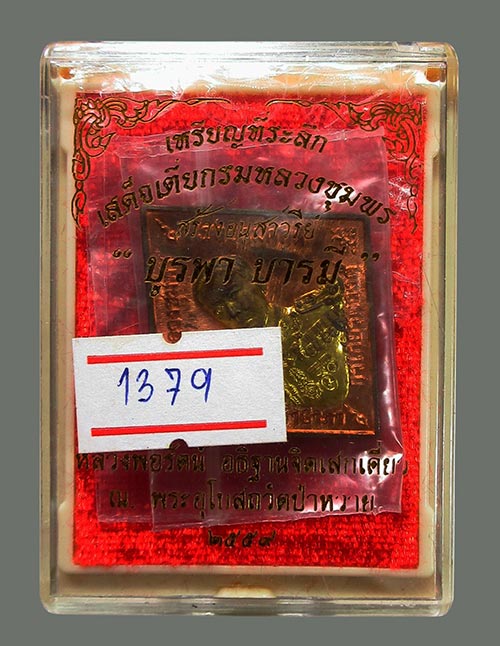 เหรียญที่ระลึก
เสด็จเตี่ยกรมหลวงชุมพร
“ บูรพา บารมี ”
1379
หลวงพ่อรัตน์ อธิฐานจิตเสกเดี่ยว
ณ พระอุโบสถวัดป่าหวาย
๒๕๕๙